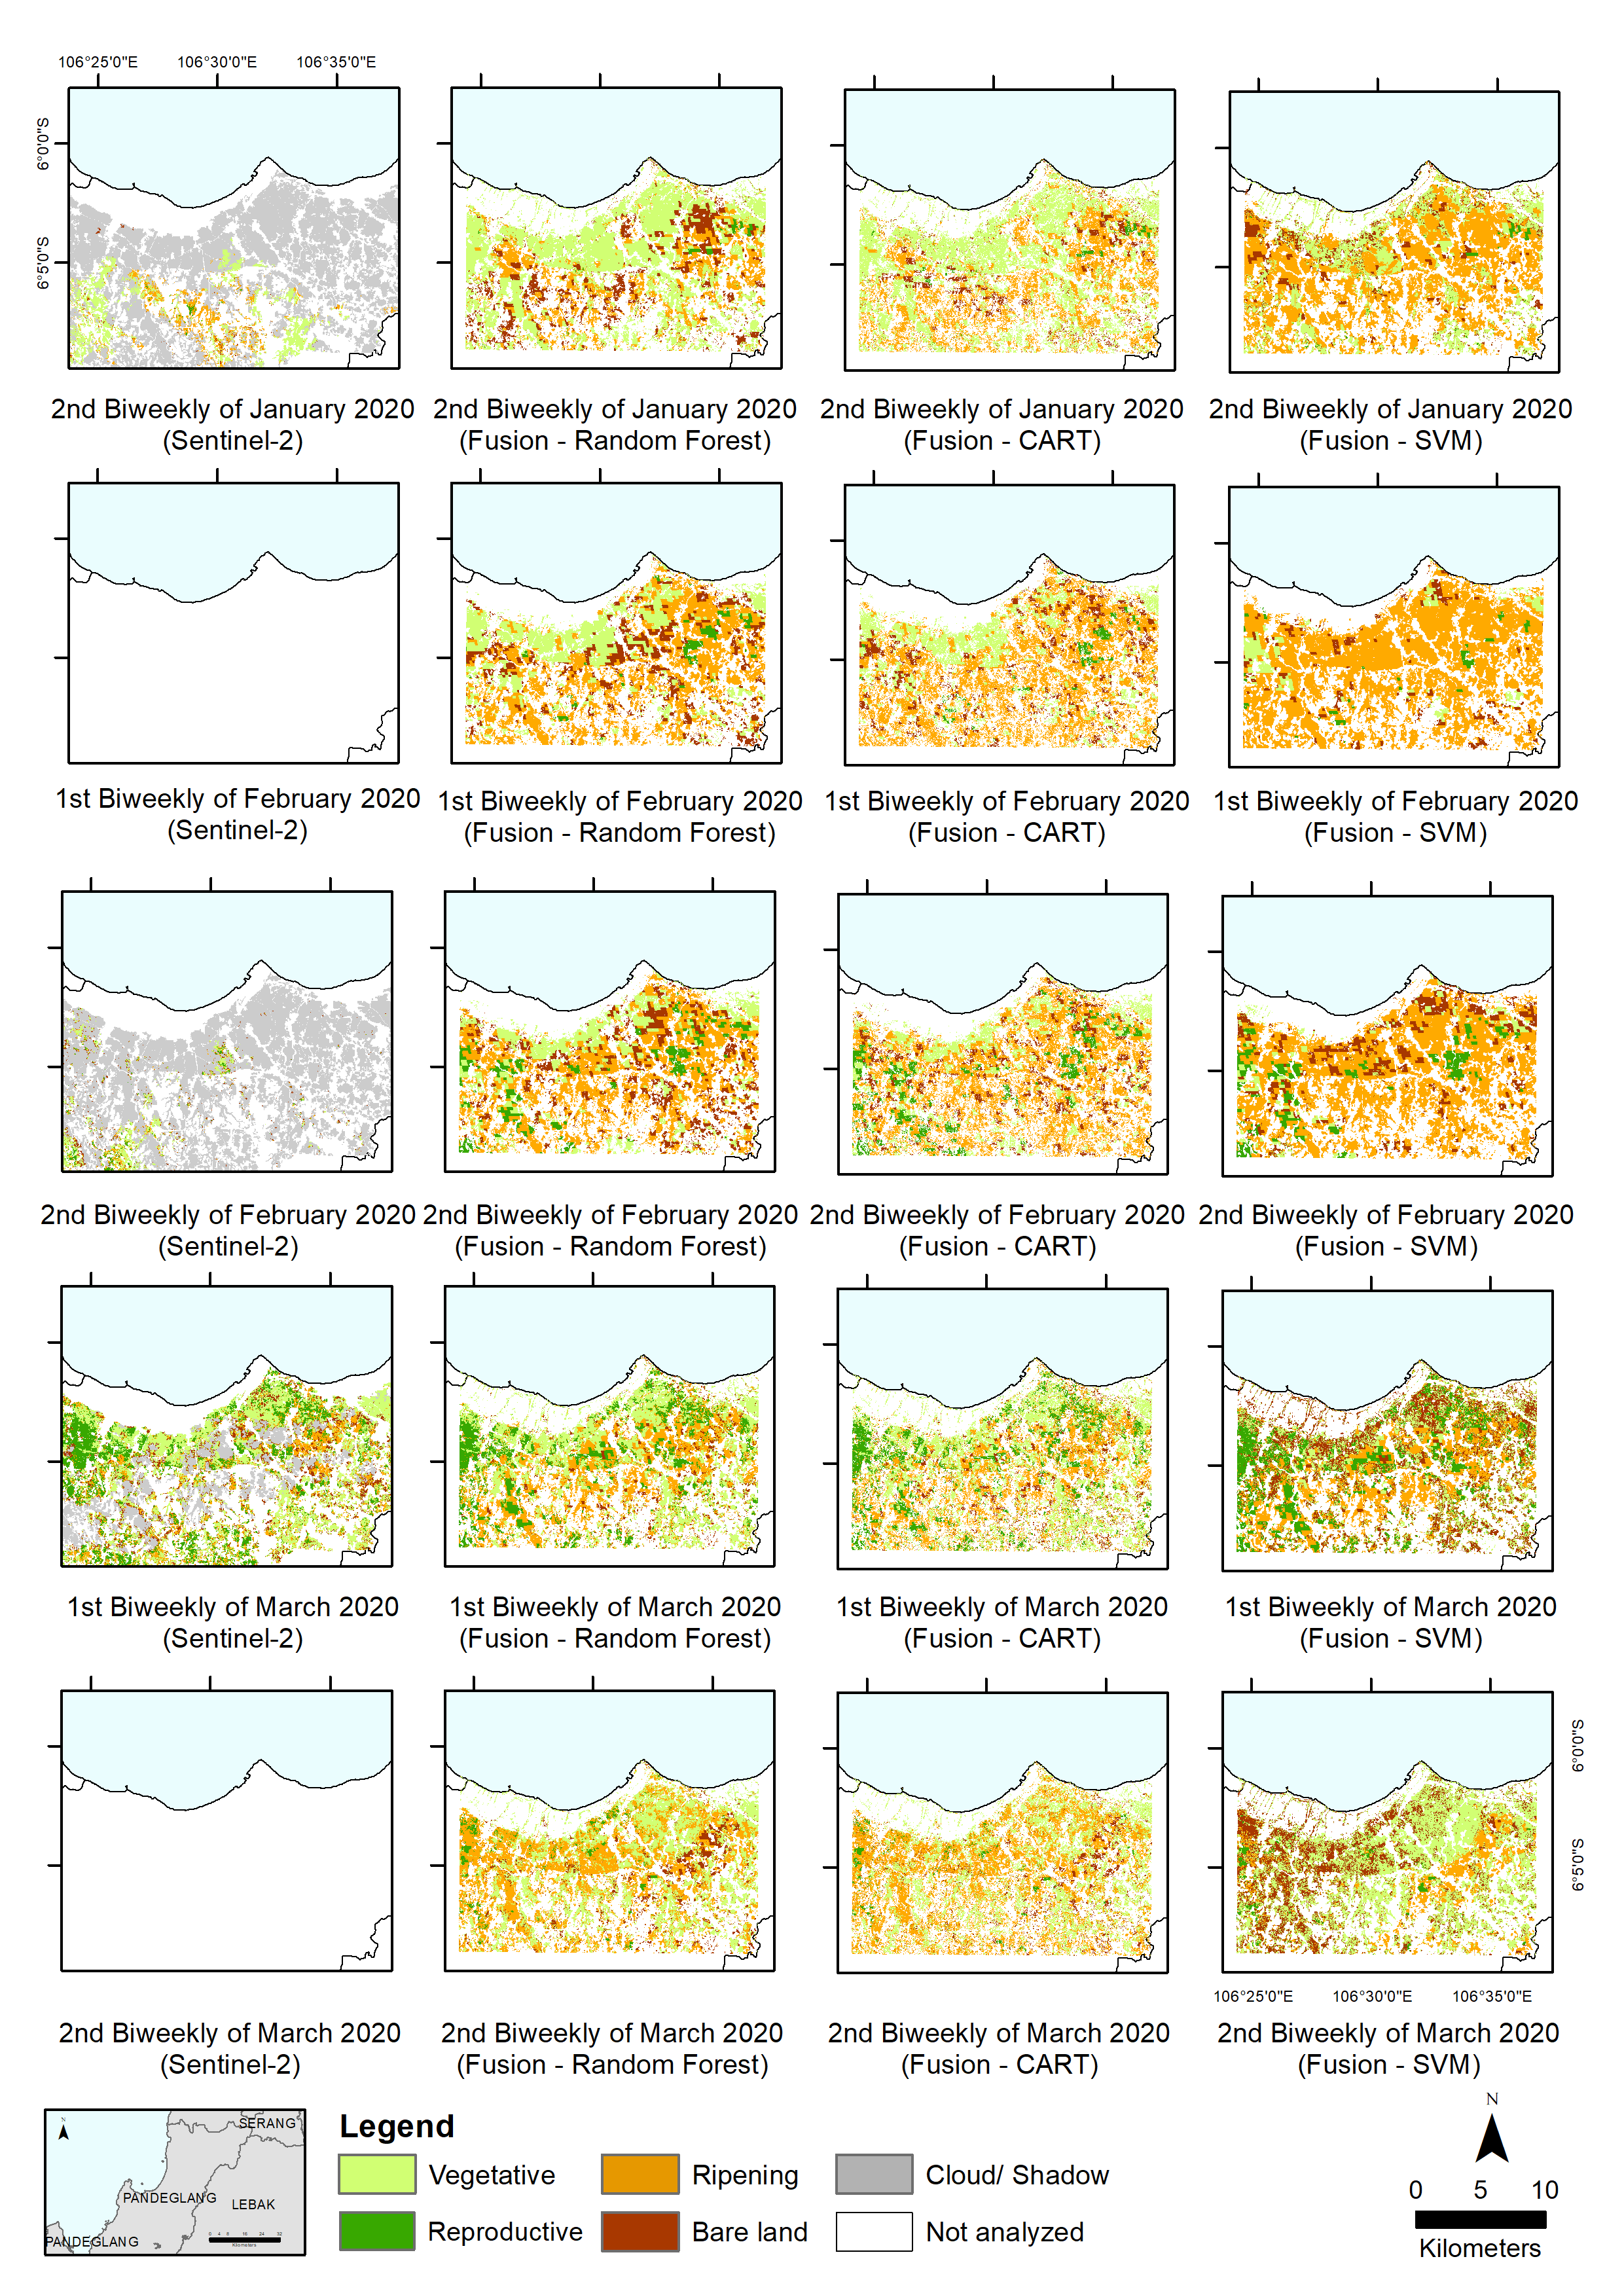 106°25'0"E 106°30'0"E 106°35'0"E
6°0'0"S
6°5'0"S
2nd Biweekly of January 2020
(Sentinel-2)
2nd Biweekly of January 2020
(Fusion - Random Forest)
2nd Biweekly of January 2020
(Fusion - CART)
2nd Biweekly of January 2020
(Fusion - SVM)
1st Biweekly of February 2020
(Sentinel-2)
1st Biweekly of February 2020
(Fusion - Random Forest)
1st Biweekly of February 2020
(Fusion - CART)
1st Biweekly of February 2020
(Fusion - SVM)
2nd Biweekly of February 2020
(Sentinel-2)
2nd Biweekly of February 2020
(Fusion - Random Forest)
2nd Biweekly of February 2020
(Fusion - CART)
2nd Biweekly of February 2020
(Fusion - SVM)
1st Biweekly of March 2020
(Sentinel-2)
1st Biweekly of March 2020
(Fusion - Random Forest)
1st Biweekly of March 2020
(Fusion - CART)
1st Biweekly of March 2020
(Fusion - SVM)
6°0'0"S
6°5'0"S
106°25'0"E 106°30'0"E 106°35'0"E
2nd Biweekly of March 2020
(Sentinel-2)
2nd Biweekly of March 2020
(Fusion - Random Forest)
2nd Biweekly of March 2020
(Fusion - CART)
2nd Biweekly of March 2020
(Fusion - SVM)
N
SERANG
PANDEGLANG
LEBAK
PANDEGLANG
Kilometers
Legend
Vegetative
Ripening
Cloud/ Shadow
Reproductive
Bare land
Not analyzed
N
0 5 10
Kilometers